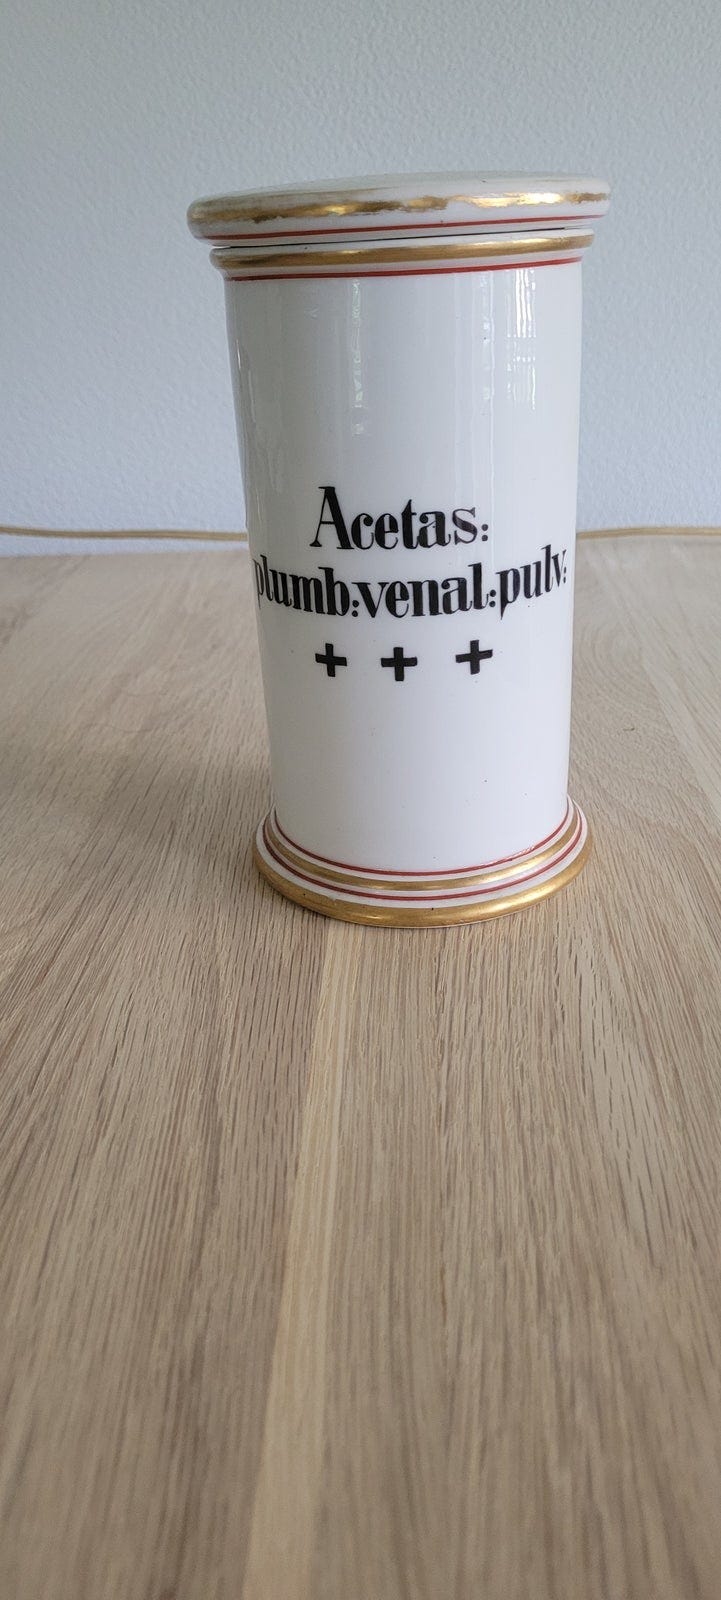 Acetas:
plumb:venal:pulv:
+ + +